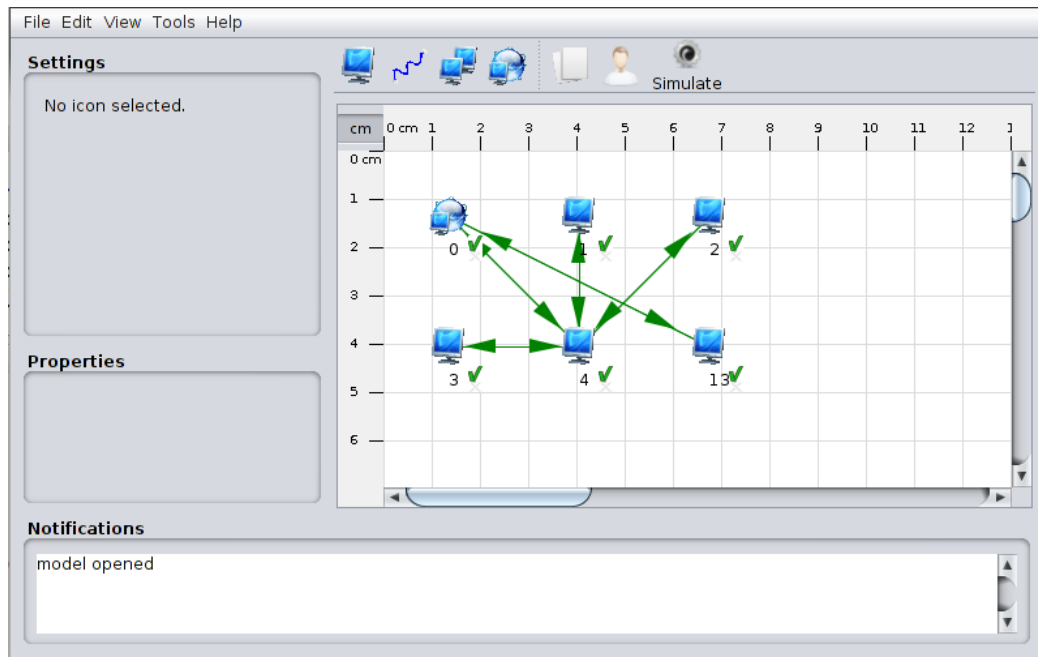 File Edit View Tools Help
Settings
No icon selected.
Simulate
cm 0 cm 1 2 3 4 5 6 7 8 9 10 11 12 1
0 cm
1
2
3
4
5
6
0 1 2
3 4 13
Properties
Notifications
model opened